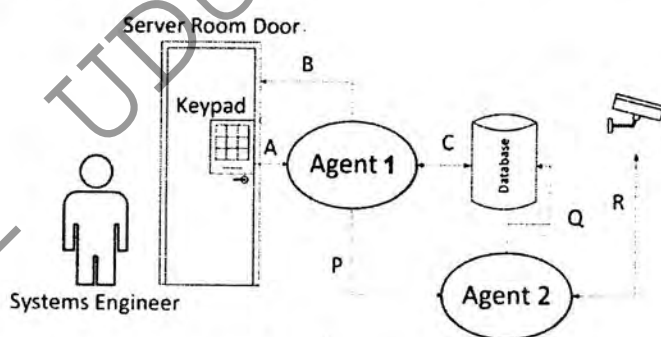 Server Room Door
B
Keypad
A
Agent 1
C
Database
R
Q
P
Agent 2
Systems Engineer